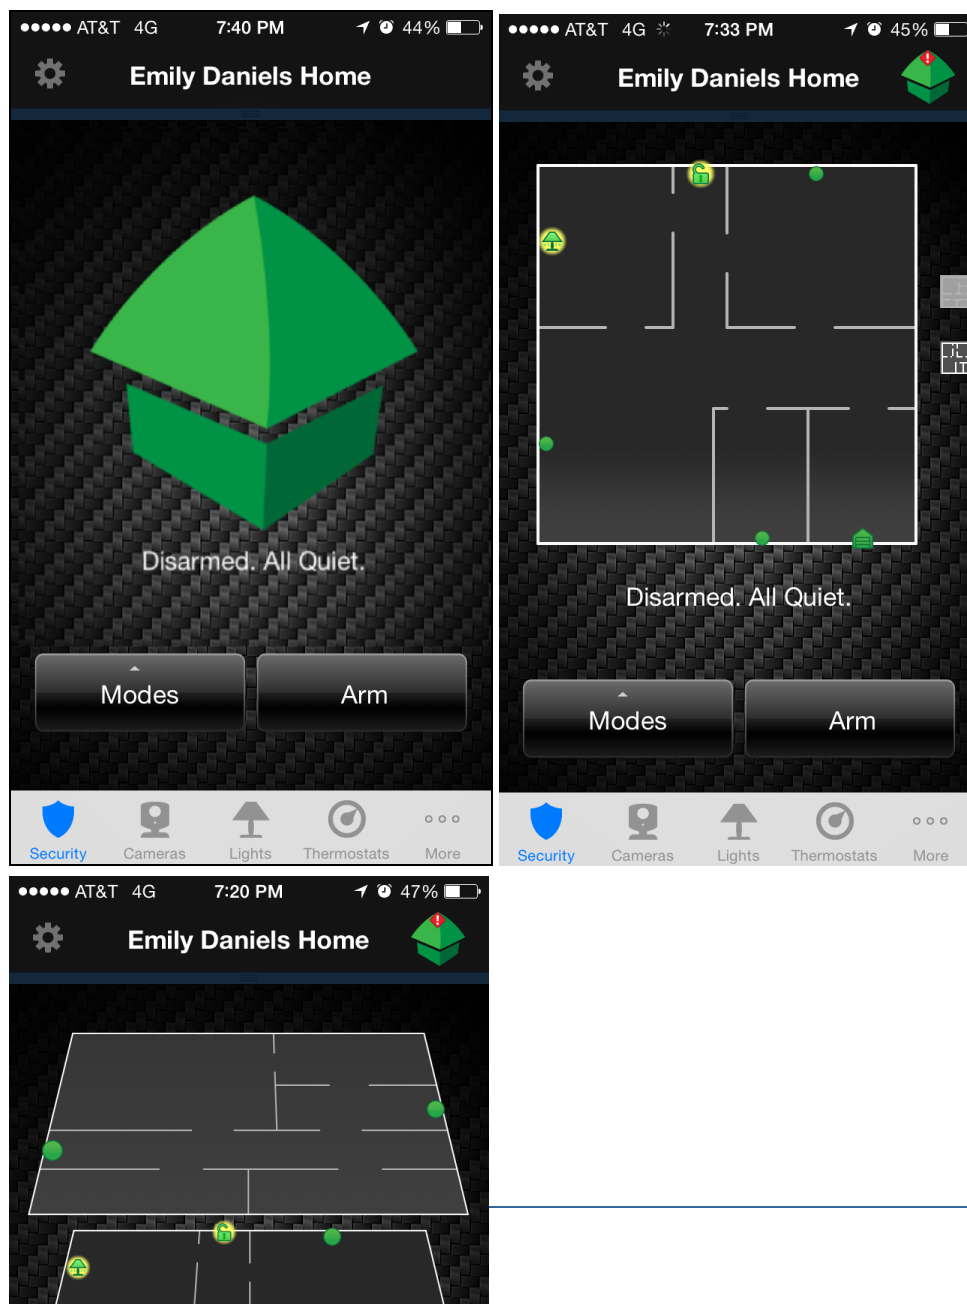 AT&T 4G 7:40 PM 44%
Emily Daniels Home
Disarmed. All Quiet.
Modes Arm
Security Cameras Lights Thermostats More
AT&T 4G 7:33 PM 45%
Emily Daniels Home
!
Disarmed. All Quiet.
Modes Arm
Security Cameras Lights Thermostats More
AT&T 4G 7:20 PM 47%
Emily Daniels Home
!